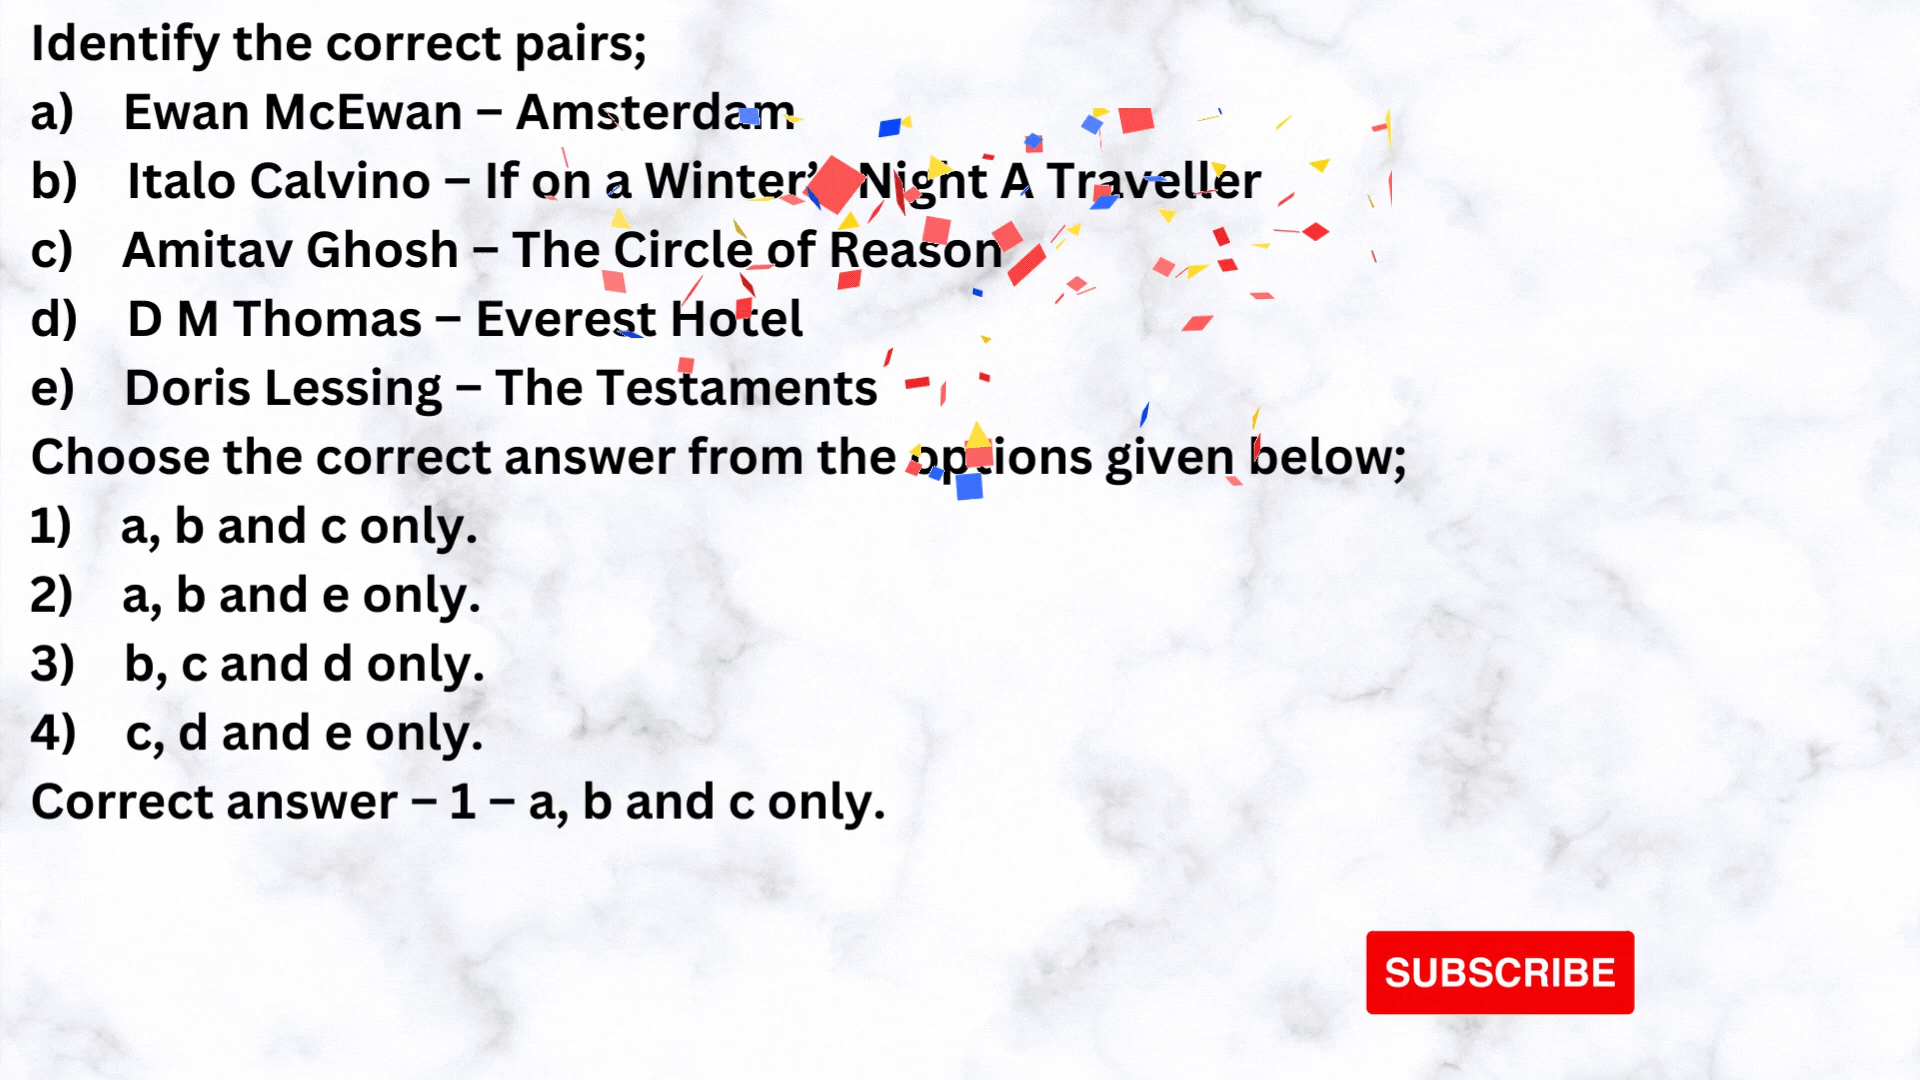 Identify the correct pairs;
a) Ewan McEwan – Amsterdam
b) Italo Calvino – If on a Winter’ Night A Traveller
c) Amitav Ghosh – The Circle of Reason
d) D M Thomas – Everest Hotel
e) Doris Lessing – The Testaments
Choose the correct answer from the options given below;
1) a, b and c only.
2) a, b and e only.
3) b, c and d only.
4) c, d and e only.
Correct answer – 1 – a, b and c only.
SUBSCRIBE